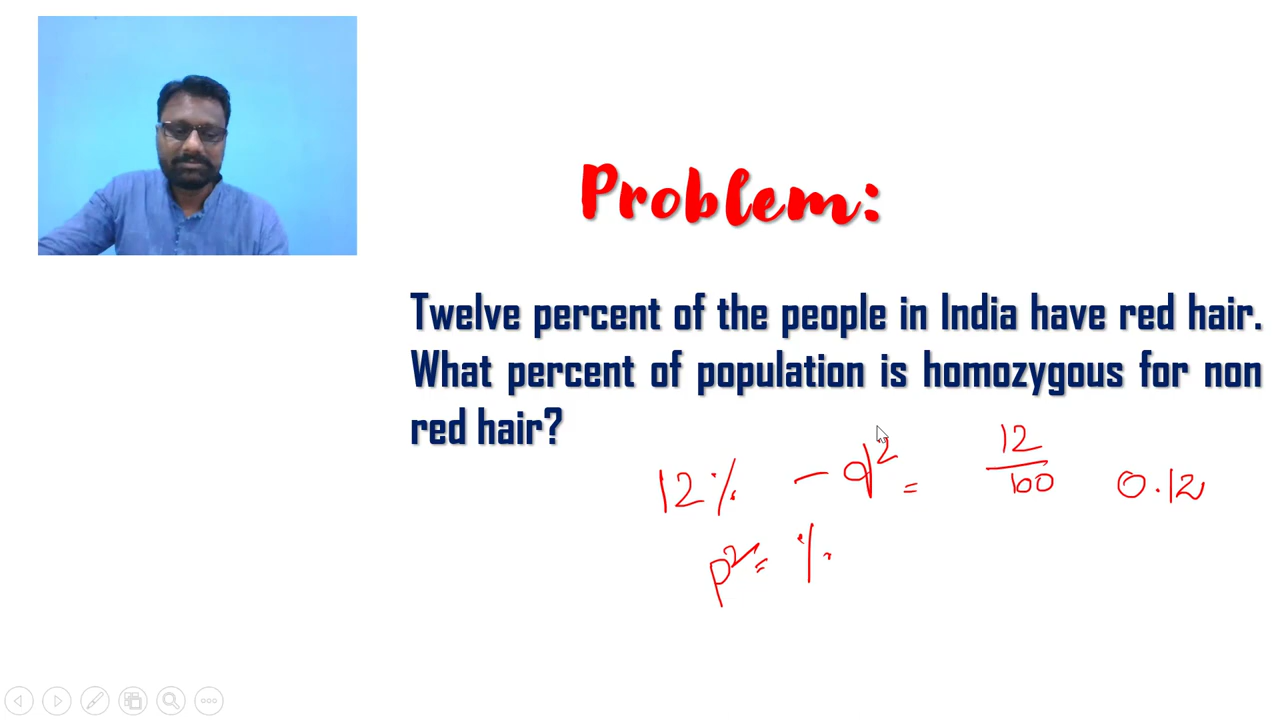 Problem:
Twelve percent of the people in India have red hair.
What percent of population is homozygous for non
red hair?
12% - q² = 12/100 0.12
p² = %